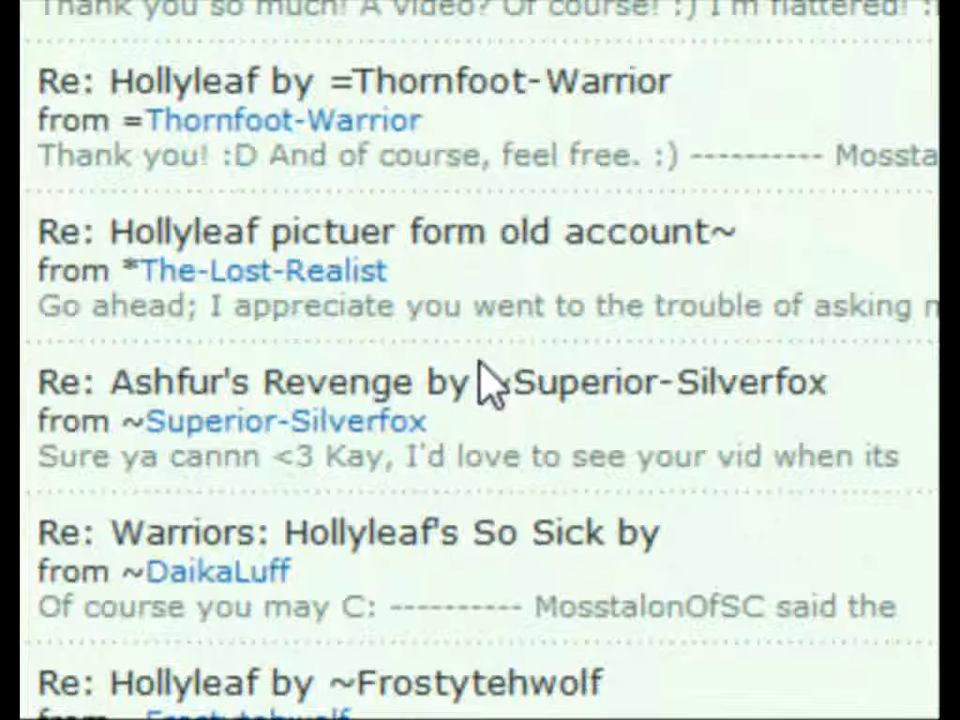 Thank you so much! A video? Of course! :) I'm flattered! :
Re: Hollyleaf by =Thornfoot-Warrior
from =Thornfoot-Warrior
Thank you! :D And of course, feel free. :) ---------- Mossta
Re: Hollyleaf pictuer form old account~
from *The-Lost-Realist
Go ahead; I appreciate you went to the trouble of asking
Re: Ashfur's Revenge by ~Superior-Silverfox
from ~Superior-Silverfox
Sure ya cannn <3 Kay, I'd love to see your vid when its
Re: Warriors: Hollyleaf's So Sick by
from ~DaikaLuff
Of course you may C: ---------- MosstalonOfSC said the
Re: Hollyleaf by ~Frostytehwolf
from ~Frostytehwolf